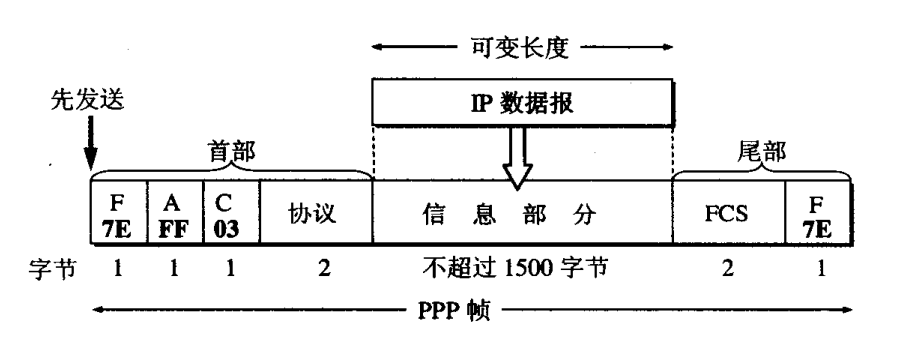 可变长度
IP 数据报
先发送
首部
尾部
F A C 协议 信息部分 FCS F
7E FF 03 7E
字节 1 1 1 2 不超过 1500 字节 2 1
PPP 帧